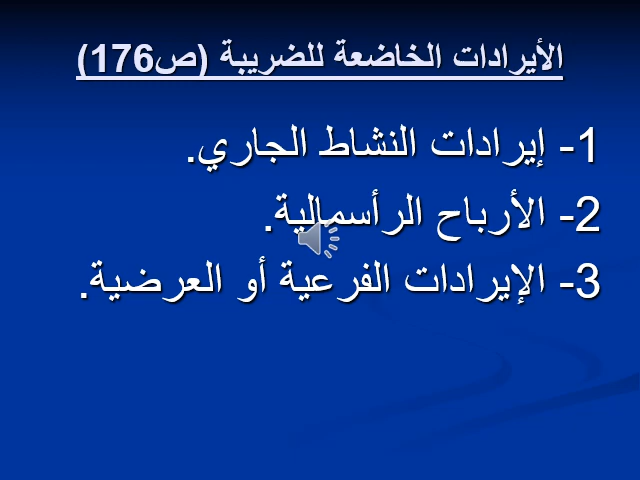 الأيرادات الخاضعة للضريبة (ص176)
1- إيرادات النشاط الجاري.
2- الأرباح الرأسمالية.
3- الإيرادات الفرعية أو العرضية.